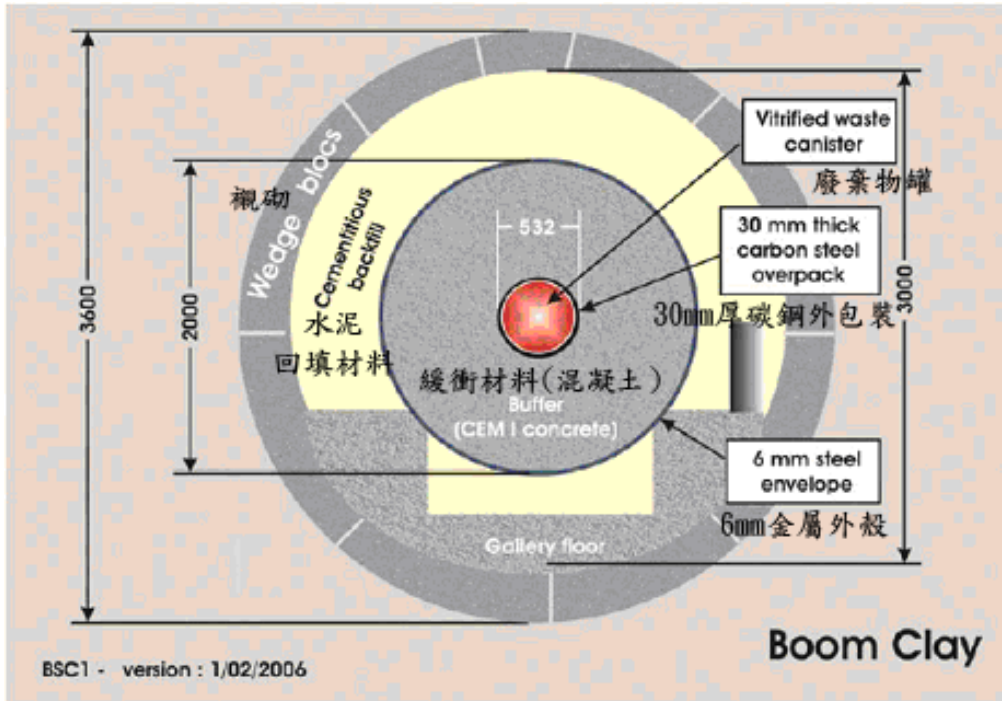 Vitrified waste
canister
廢棄物罐
襯砌
Wedge blocs
Cementitious
backfill
水泥
回填材料
532
30 mm thick
carbon steel
overpack
30mm厚碳鋼外包裝
3600
2000
3000
緩衝材料(混凝土)
Buffer
(CEM I concrete)
6 mm steel
envelope
6mm金屬外殼
Gallery floor
Boom Clay
BSC1 - version : 1/02/2006